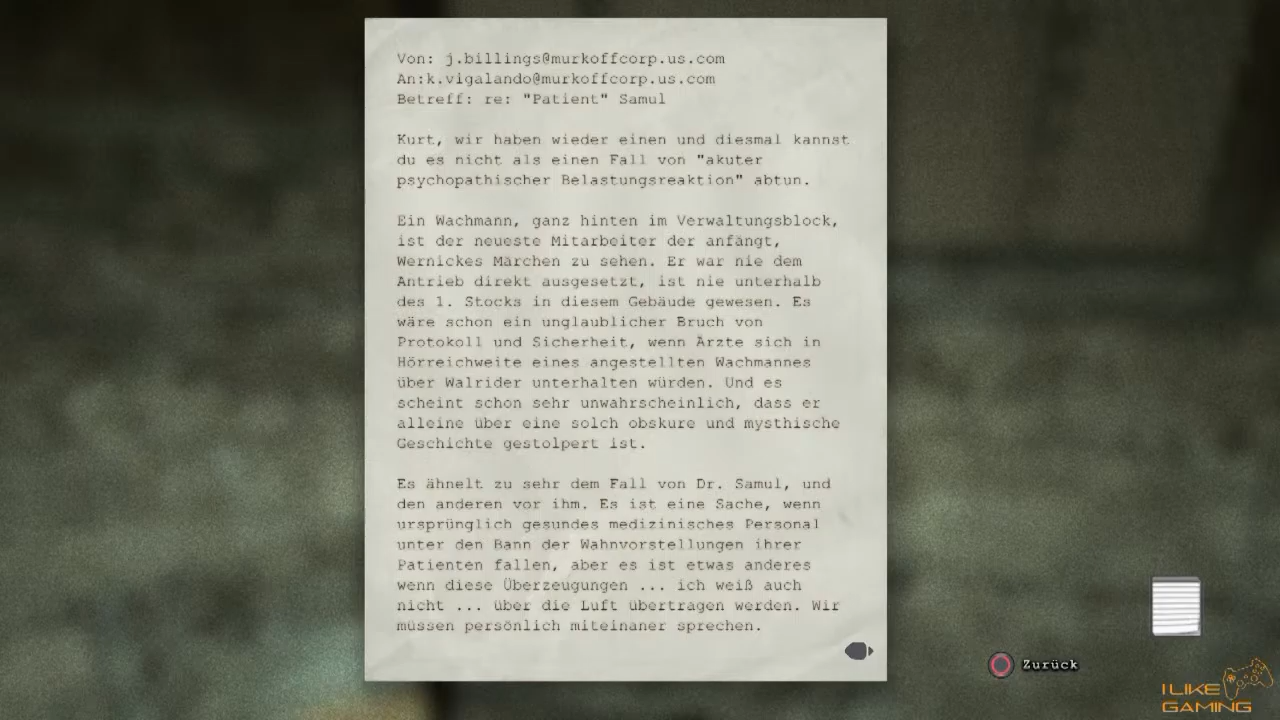 Von: j.billings@murkoffcorp.us.com
An:k.vigalando@murkoffcorp.us.com
Betreff: re: "Patient" Samul
Kurt, wir haben wieder einen und diesmal kannst
du es nicht als einen Fall von "akuter
psychopathischer Belastungsreaktion" abtun.
Ein Wachmann, ganz hinten im Verwaltungsblock,
ist der neueste Mitarbeiter der anfängt,
Wernickes Märchen zu sehen. Er war nie dem
Antrieb direkt ausgesetzt, ist nie unterhalb
des 1. Stocks in diesem Gebäude gewesen. Es
wäre schon ein unglaublicher Bruch von
Protokoll und Sicherheit, wenn Ärzte sich in
Hörreichweite eines angestellten Wachmannes
über Walrider unterhalten würden. Und es
scheint schon sehr unwahrscheinlich, dass er
alleine über eine solch obskure und mysthische
Geschichte gestolpert ist.
Es ähnelt zu sehr dem Fall von Dr. Samul, und
den anderen vor ihm. Es ist eine Sache, wenn
ursprünglich gesundes medizinisches Personal
unter den Bann der Wahnvorstellungen ihrer
Patienten fallen, aber es ist etwas anderes
wenn diese Überzeugungen ... ich weiß auch
nicht ... über die Luft übertragen werden. Wir
müssen persönlich miteinaner sprechen.
Zurück
I LIKE
GAMING